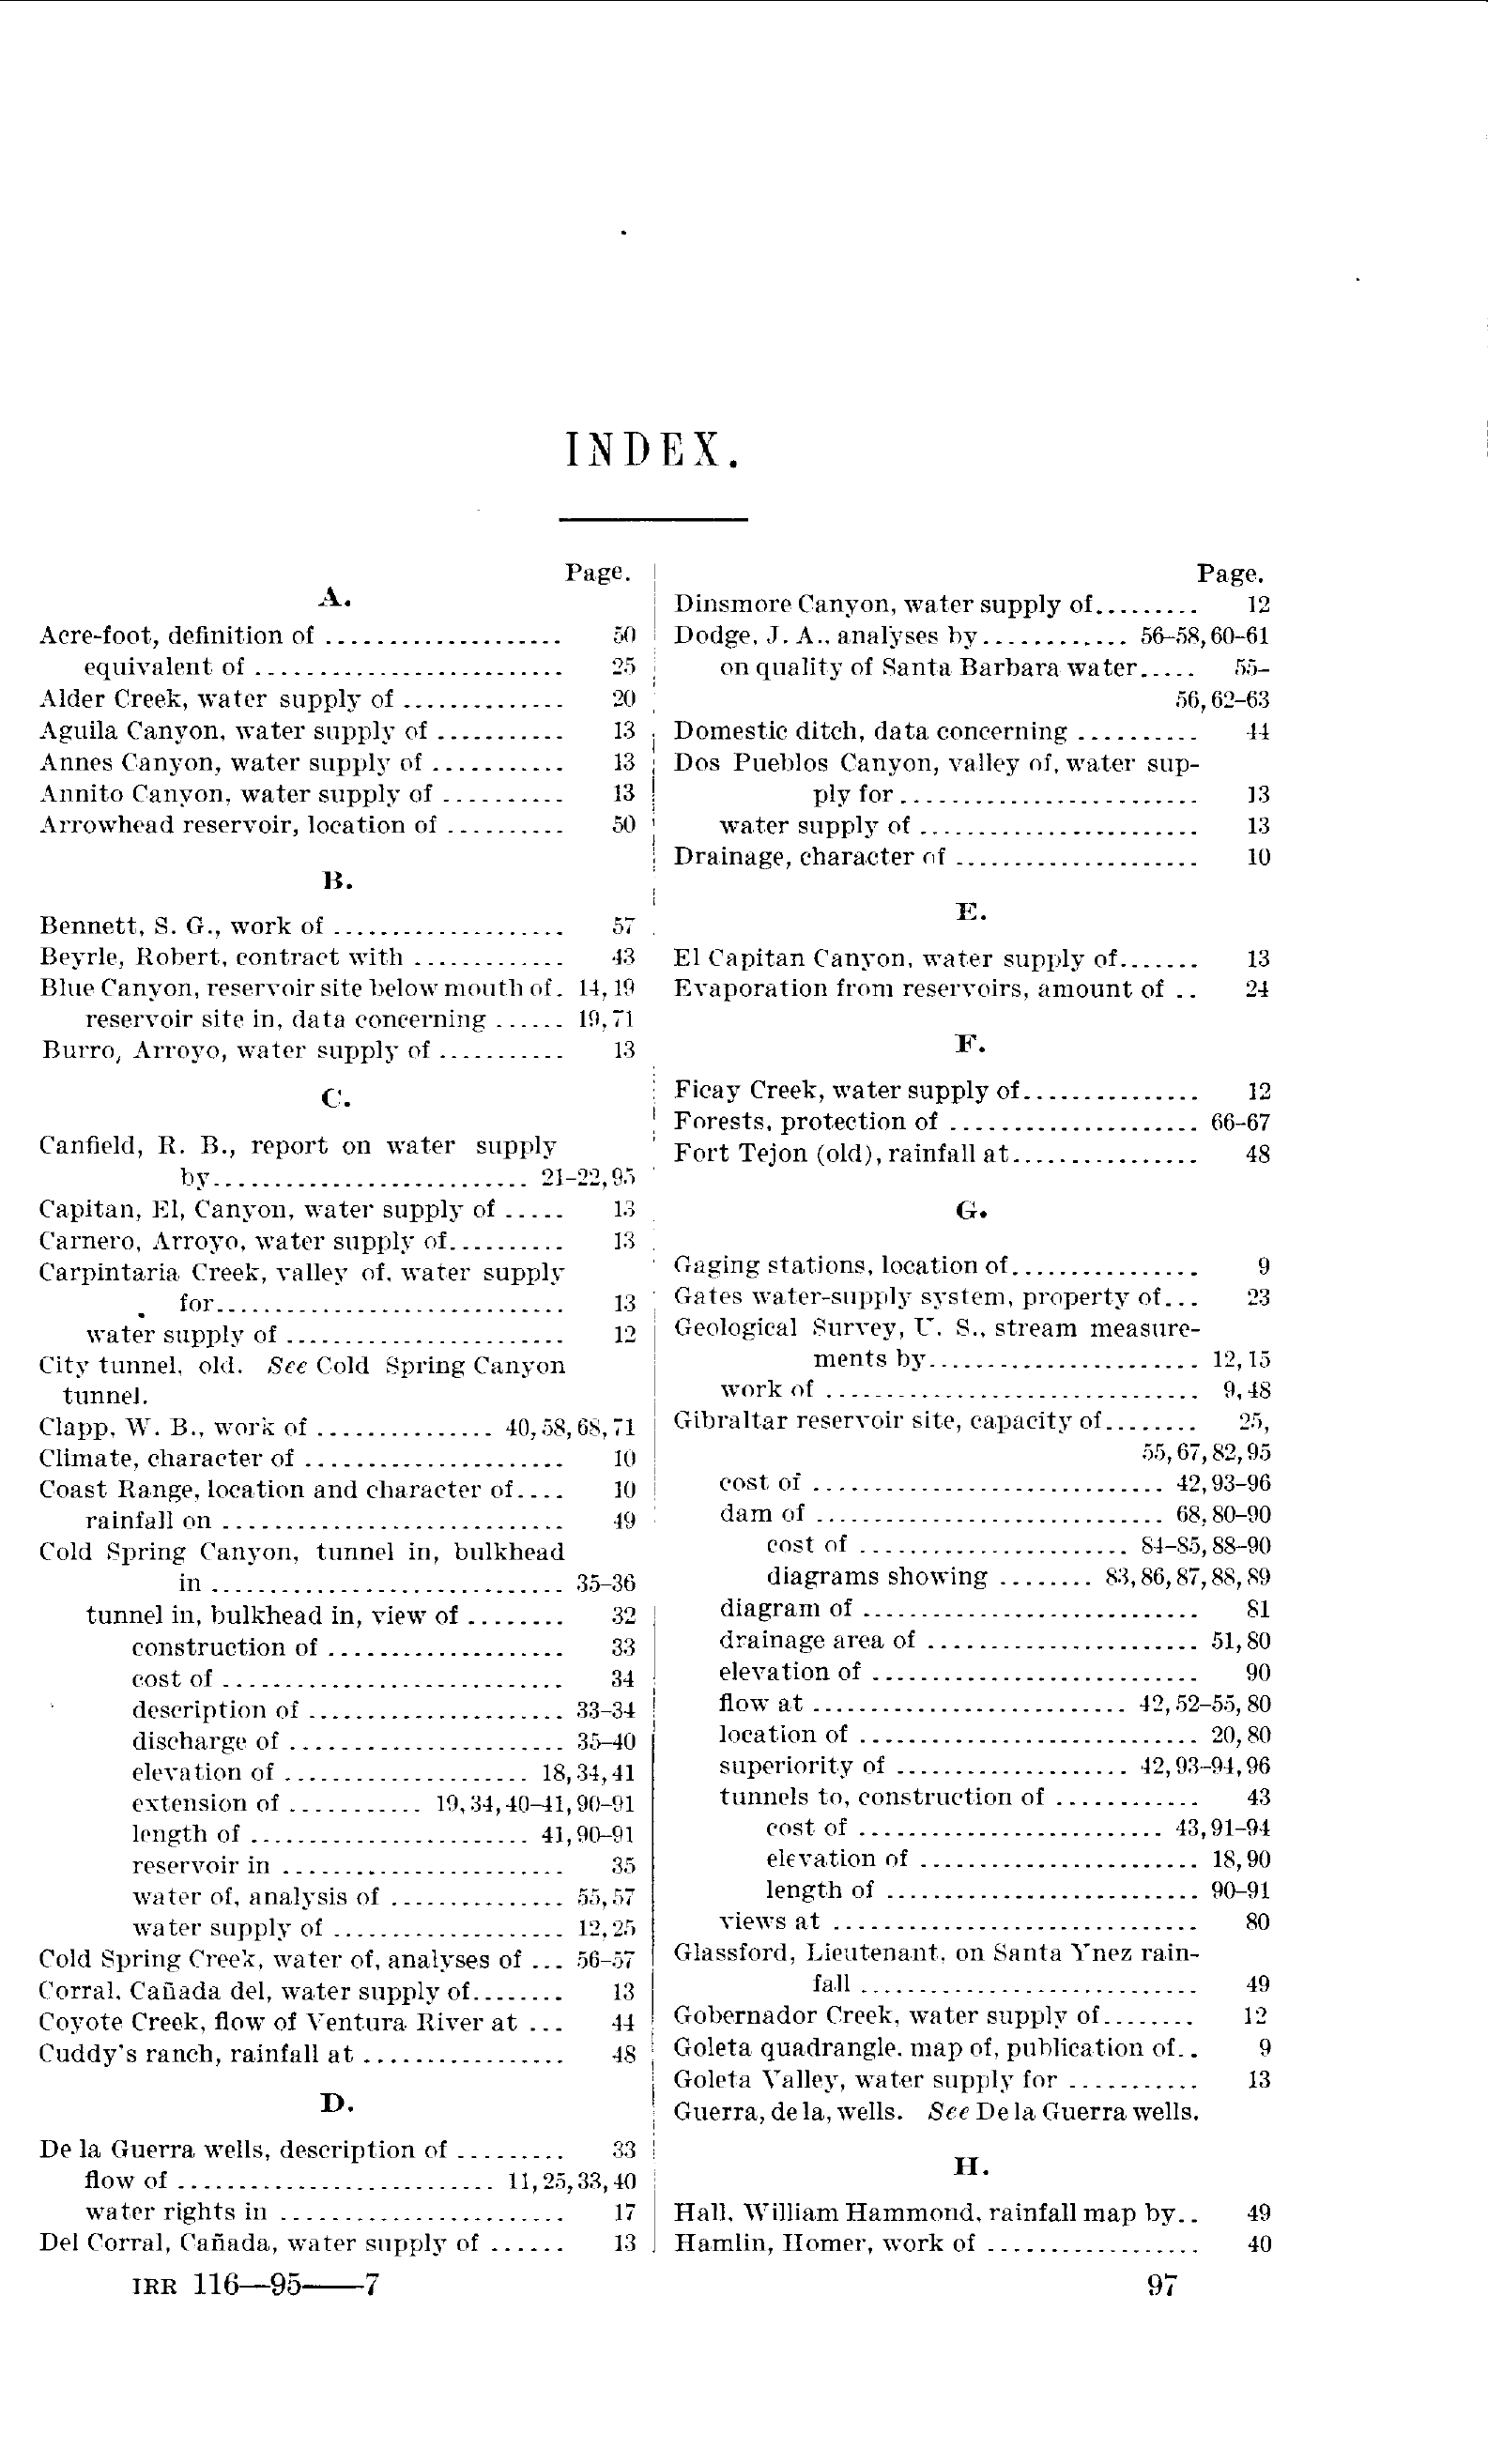 INDEX.
Page.
A.
Acre-foot, definition of .................... 50
equivalent of .......................... 25
Alder Creek, water supply of .............. 20
Aguila Canyon, water supply of ........... 13
Annes Canyon, water supply of ........... 13
Annito Canyon, water supply of .......... 13
Arrowhead reservoir, location of .......... 50
B.
Bennett, S. G., work of .................... 57
Beyrle, Robert, contract with ............. 43
Blue Canyon, reservoir site below mouth of. 14, 19
reservoir site in, data concerning ...... 19, 71
Burro, Arroyo, water supply of ........... 13
C.
Canfield, R. B., report on water supply
by.......................... 21–22, 95
Capitan, El, Canyon, water supply of ..... 13
Carnero, Arroyo, water supply of.......... 13
Carpintaria Creek, valley of, water supply
for............................. 13
water supply of ....................... 12
City tunnel, old. See Cold Spring Canyon
tunnel.
Clapp, W. B., work of ............... 40, 58, 68, 71
Climate, character of ...................... 10
Coast Range, location and character of.... 10
rainfall on ............................ 49
Cold Spring Canyon, tunnel in, bulkhead
in ............................. 35–36
tunnel in, bulkhead in, view of ........ 32
construction of ................... 33
cost of ............................ 34
description of ..................... 33–34
discharge of ....................... 35–40
elevation of .................... 18, 34, 41
extension of ........... 19, 34, 40–41, 90–91
length of ....................... 41, 90–91
reservoir in ....................... 35
water of, analysis of .............. 55, 57
water supply of ................... 12, 25
Cold Spring Creek, water of, analyses of ... 56–57
Corral, Cañada del, water supply of........ 13
Coyote Creek, flow of Ventura River at ... 44
Cuddy's ranch, rainfall at ................. 48
D.
De la Guerra wells, description of ......... 33
flow of .......................... 11, 25, 33, 40
water rights in ....................... 17
Del Corral, Cañada, water supply of ...... 13
IRR 116—95——7
Page.
Dinsmore Canyon, water supply of......... 12
Dodge, J. A., analyses by............ 56–58, 60–61
on quality of Santa Barbara water..... 55–
56, 62–63
Domestic ditch, data concerning .......... 44
Dos Pueblos Canyon, valley of, water sup-
ply for......................... 13
water supply of ....................... 13
Drainage, character of .................... 10
E.
El Capitan Canyon, water supply of....... 13
Evaporation from reservoirs, amount of .. 24
F.
Ficay Creek, water supply of............... 12
Forests, protection of ..................... 66–67
Fort Tejon (old), rainfall at................ 48
G.
Gaging stations, location of................ 9
Gates water-supply system, property of... 23
Geological Survey, U. S., stream measure-
ments by....................... 12, 15
work of ............................... 9, 48
Gibraltar reservoir site, capacity of........ 25,
55, 67, 82, 95
cost of ............................. 42, 93–96
dam of ............................. 68, 80–90
cost of ....................... 84–85, 88–90
diagrams showing ........ 83, 86, 87, 88, 89
diagram of ............................ 81
drainage area of ....................... 51, 80
elevation of ........................... 90
flow at .......................... 42, 52–55, 80
location of ............................ 20, 80
superiority of ................... 42, 93–94, 96
tunnels to, construction of ............ 43
cost of ......................... 43, 91–94
elevation of ....................... 18, 90
length of .......................... 90–91
views at .............................. 80
Glassford, Lieutenant, on Santa Ynez rain-
fall ............................ 49
Gobernador Creek, water supply of........ 12
Goleta quadrangle, map of, publication of.. 9
Goleta Valley, water supply for ........... 13
Guerra, de la, wells. See De la Guerra wells.
H.
Hall, William Hammond, rainfall map by.. 49
Hamlin, Homer, work of .................. 40
97